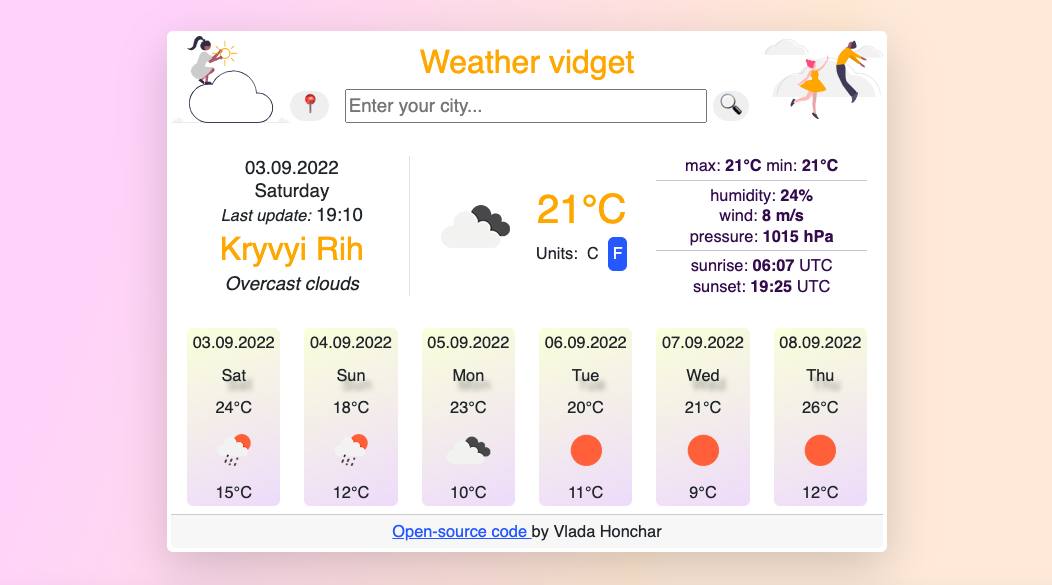 Weather vidget
Enter your city...
03.09.2022
Saturday
Last update: 19:10
Kryvyi Rih
Overcast clouds
21°C
Units: C F
max: 21°C min: 21°C
humidity: 24%
wind: 8 m/s
pressure: 1015 hPa
sunrise: 06:07 UTC
sunset: 19:25 UTC
03.09.2022
Sat
24°C
15°C
04.09.2022
Sun
18°C
12°C
05.09.2022
Mon
23°C
10°C
06.09.2022
Tue
20°C
11°C
07.09.2022
Wed
21°C
9°C
08.09.2022
Thu
26°C
12°C
Open-source code by Vlada Honchar